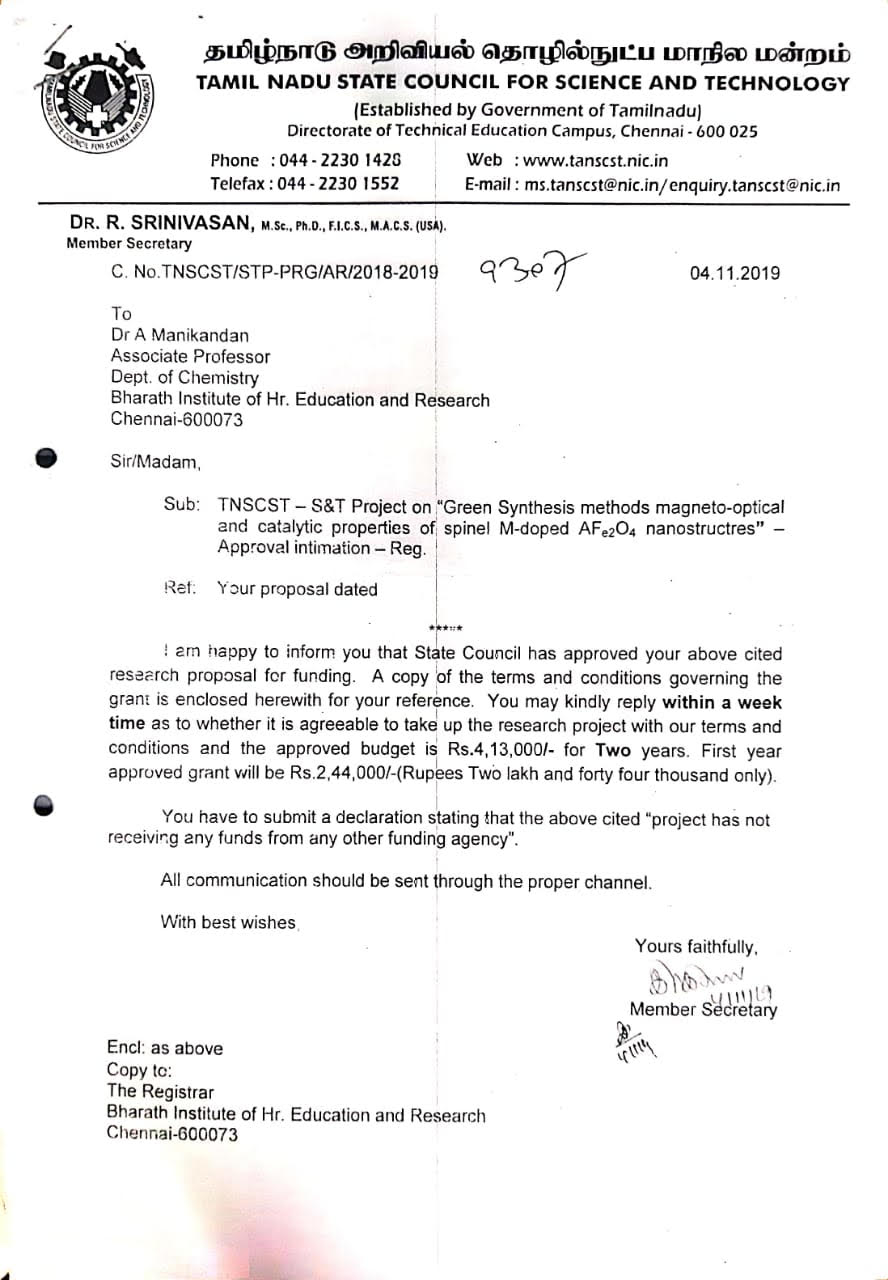 தமிழ்நாடு அறிவியல் தொழில்நுட்ப மாநில மன்றம்
TAMIL NADU STATE COUNCIL FOR SCIENCE AND TECHNOLOGY
(Established by Government of Tamilnadu)
Directorate of Technical Education Campus, Chennai - 600 025
Phone : 044 - 2230 1428 Web : www.tanscst.nic.in
Telefax : 044 - 2230 1552 E-mail : ms.tanscst@nic.in/enquiry.tanscst@nic.in
TAMILNADU STATE COUNCIL FOR SCIENCE AND TECHNOLOGY
DR. R. SRINIVASAN, M.Sc., Ph.D., F.I.C.S., M.A.C.S. (USA).
Member Secretary
C. No.TNSCST/STP-PRG/AR/2018-2019 9307 04.11.2019
To
Dr A Manikandan
Associate Professor
Dept. of Chemistry
Bharath Institute of Hr. Education and Research
Chennai-600073
Sir/Madam,
Sub: TNSCST – S&T Project on "Green Synthesis methods magneto-optical
and catalytic properties of spinel M-doped AFe2O4 nanostructres" –
Approval intimation – Reg.
Ref: Your proposal dated
*****
I am happy to inform you that State Council has approved your above cited
research proposal for funding. A copy of the terms and conditions governing the
grant is enclosed herewith for your reference. You may kindly reply within a week
time as to whether it is agreeable to take up the research project with our terms and
conditions and the approved budget is Rs.4,13,000/- for Two years. First year
approved grant will be Rs.2,44,000/-(Rupees Two lakh and forty four thousand only).
You have to submit a declaration stating that the above cited "project has not
receiving any funds from any other funding agency".
All communication should be sent through the proper channel.
With best wishes
Yours faithfully,
4/11/19
Member Secretary
Encl: as above
Copy to:
The Registrar
Bharath Institute of Hr. Education and Research
Chennai-600073